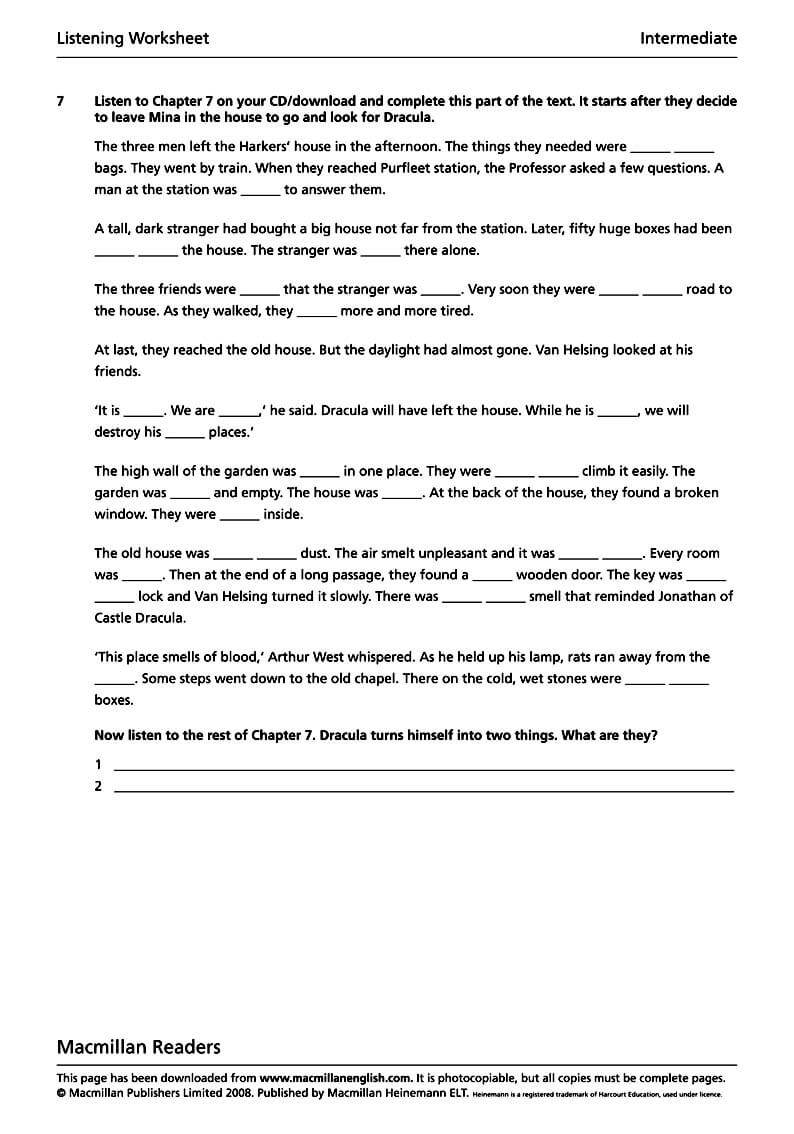 Listening Worksheet
Intermediate
7 Listen to Chapter 7 on your CD/download and complete this part of the text. It starts after they decide
to leave Mina in the house to go and look for Dracula.
The three men left the Harkers‘ house in the afternoon. The things they needed were ______ ______
bags. They went by train. When they reached Purfleet station, the Professor asked a few questions. A
man at the station was ______ to answer them.
A tall, dark stranger had bought a big house not far from the station. Later, fifty huge boxes had been
______ ______ the house. The stranger was ______ there alone.
The three friends were ______ that the stranger was ______. Very soon they were ______ ______ road to
the house. As they walked, they ______ more and more tired.
At last, they reached the old house. But the daylight had almost gone. Van Helsing looked at his
friends.
‘It is ______. We are ______,‘ he said. Dracula will have left the house. While he is ______, we will
destroy his ______ places.’
The high wall of the garden was ______ in one place. They were ______ ______ climb it easily. The
garden was ______ and empty. The house was ______. At the back of the house, they found a broken
window. They were ______ inside.
The old house was ______ ______ dust. The air smelt unpleasant and it was ______ ______. Every room
was ______. Then at the end of a long passage, they found a ______ wooden door. The key was ______
______ lock and Van Helsing turned it slowly. There was ______ ______ smell that reminded Jonathan of
Castle Dracula.
‘This place smells of blood,’ Arthur West whispered. As he held up his lamp, rats ran away from the
______. Some steps went down to the old chapel. There on the cold, wet stones were ______ ______
boxes.
Now listen to the rest of Chapter 7. Dracula turns himself into two things. What are they?
1
2
Macmillan Readers
This page has been downloaded from www.macmillanenglish.com. It is photocopiable, but all copies must be complete pages.
© Macmillan Publishers Limited 2008. Published by Macmillan Heinemann ELT. Heinemann is a registered trademark of Harcourt Education, used under licence.